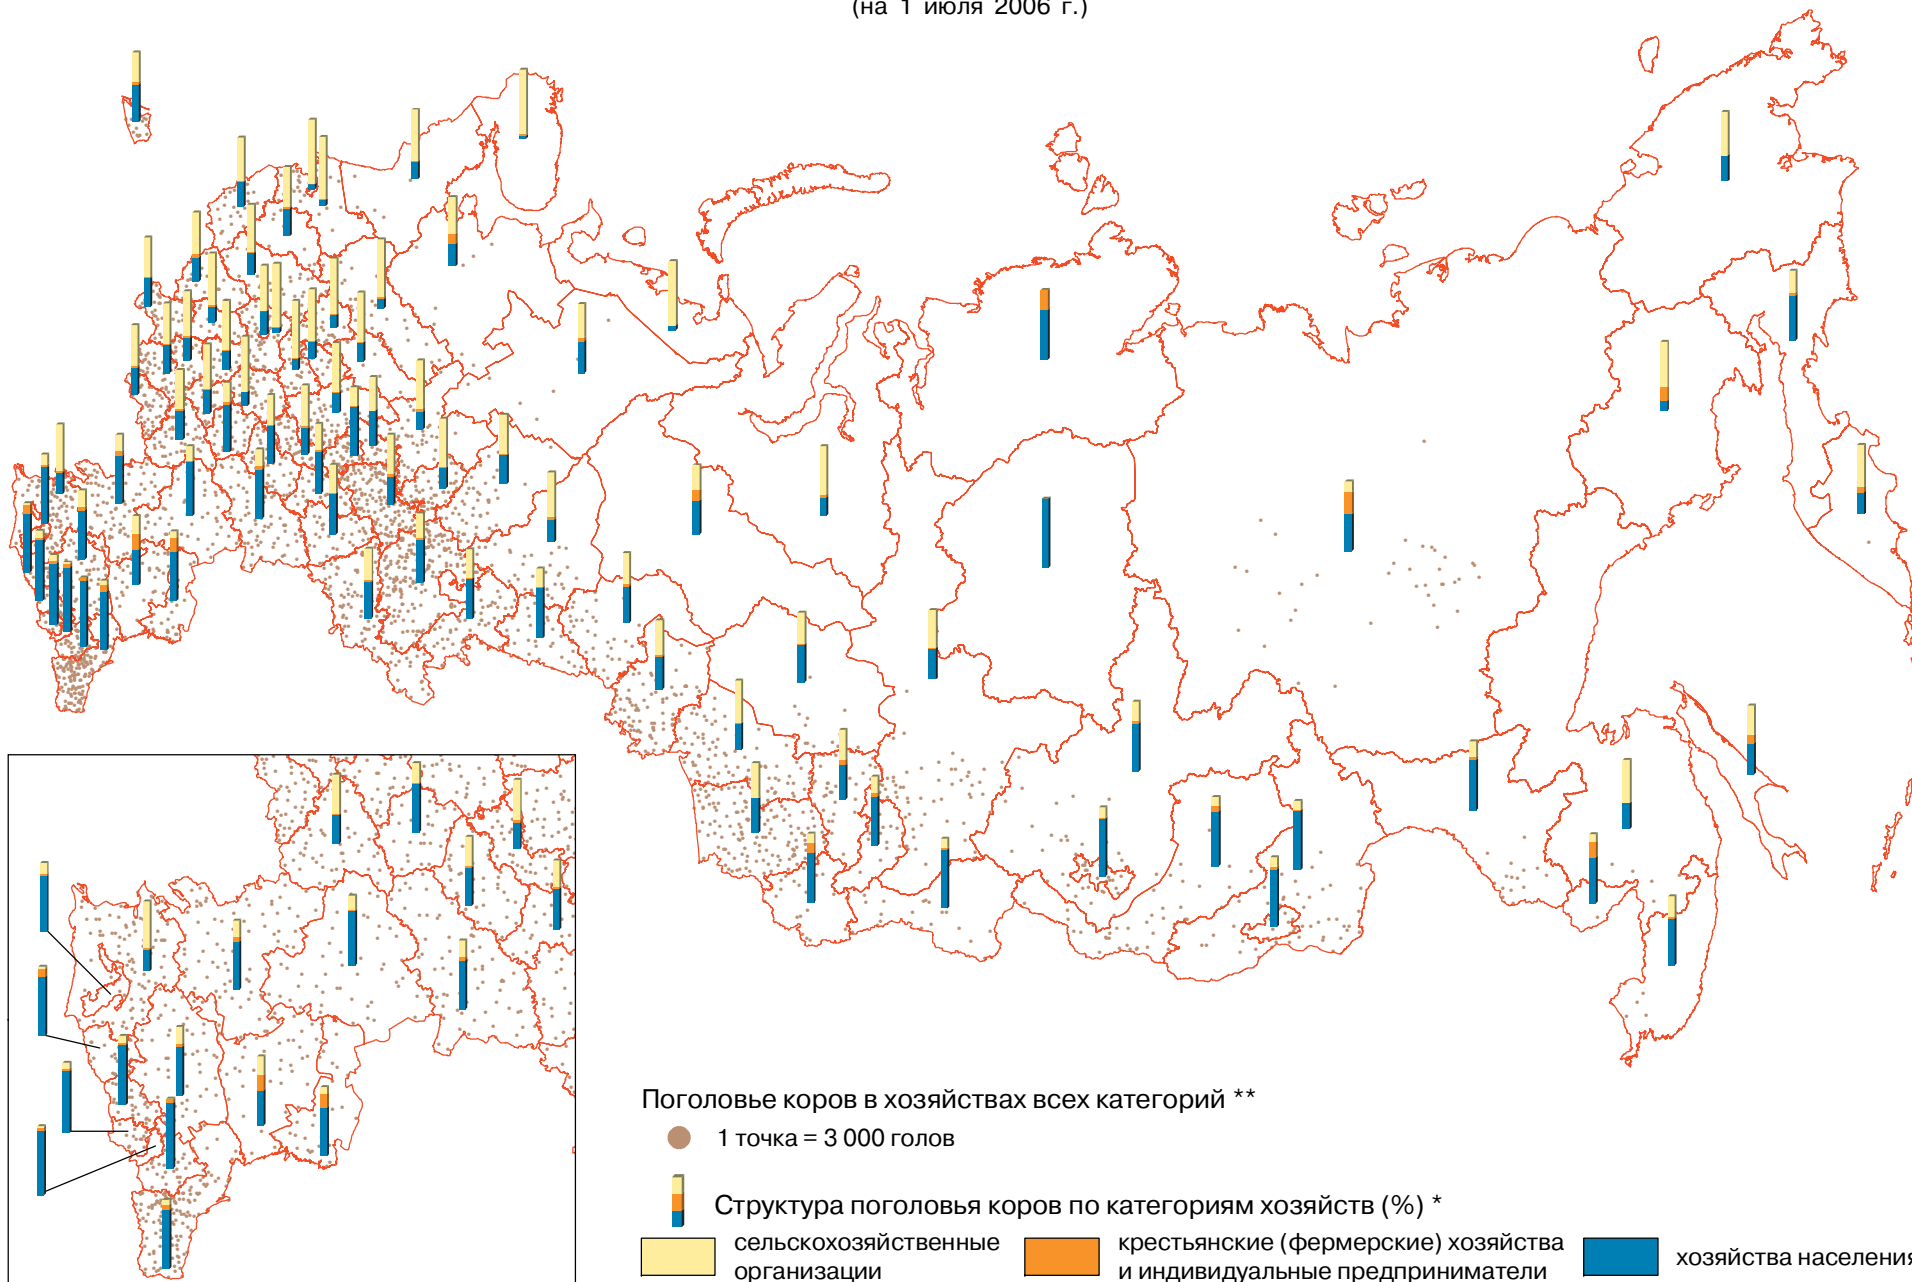 (на 1 июля 2006 г.)
Поголовье коров в хозяйствах всех категорий **
1 точка = 3 000 голов
Структура поголовья коров по категориям хозяйств (%) *
сельскохозяйственные
организации
крестьянские (фермерские) хозяйства
и индивидуальные предприниматели
хозяйства населения